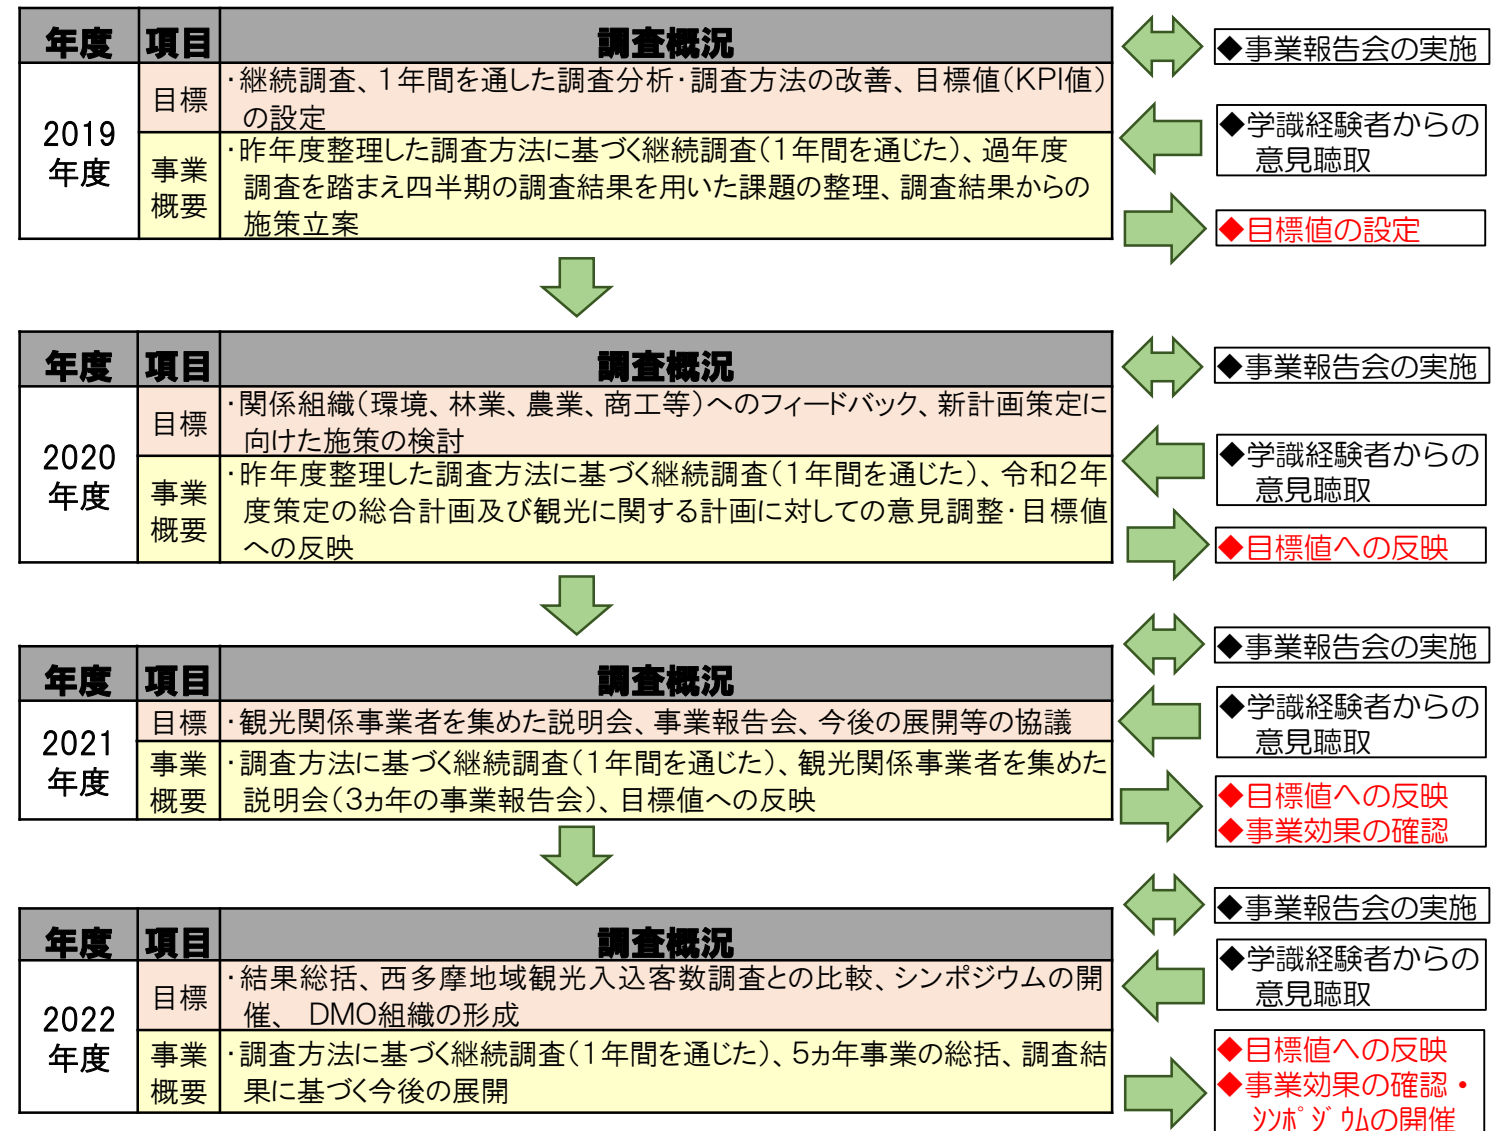 年度 項目 調査概況
2019
年度
目標
・継続調査、1年間を通した調査分析・調査方法の改善、目標値(KPI値)
の設定
事業
概要
・昨年度整理した調査方法に基づく継続調査(1年間を通じた)、過年度
調査を踏まえ四半期の調査結果を用いた課題の整理、調査結果からの
施策立案
◆事業報告会の実施
◆学識経験者からの
意見聴取
◆目標値の設定
年度 項目 調査概況
2020
年度
目標
・関係組織(環境、林業、農業、商工等)へのフィードバック、新計画策定に
向けた施策の検討
事業
概要
・昨年度整理した調査方法に基づく継続調査(1年間を通じた)、令和2年
度策定の総合計画及び観光に関する計画に対しての意見調整・目標値
への反映
◆事業報告会の実施
◆学識経験者からの
意見聴取
◆目標値への反映
年度 項目 調査概況
2021
年度
目標
・観光関係事業者を集めた説明会、事業報告会、今後の展開等の協議
事業
概要
・調査方法に基づく継続調査(1年間を通じた)、観光関係事業者を集めた
説明会(3ヵ年の事業報告会)、目標値への反映
◆事業報告会の実施
◆学識経験者からの
意見聴取
◆目標値への反映
◆事業効果の確認
年度 項目 調査概況
2022
年度
目標
・結果総括、西多摩地域観光入込客数調査との比較、シンポジウムの開
催、 DMO組織の形成
事業
概要
・調査方法に基づく継続調査(1年間を通じた)、5ヵ年事業の総括、調査結
果に基づく今後の展開
◆事業報告会の実施
◆学識経験者からの
意見聴取
◆目標値への反映
◆事業効果の確認・
ｼﾝﾎﾟｼﾞｳﾑの開催